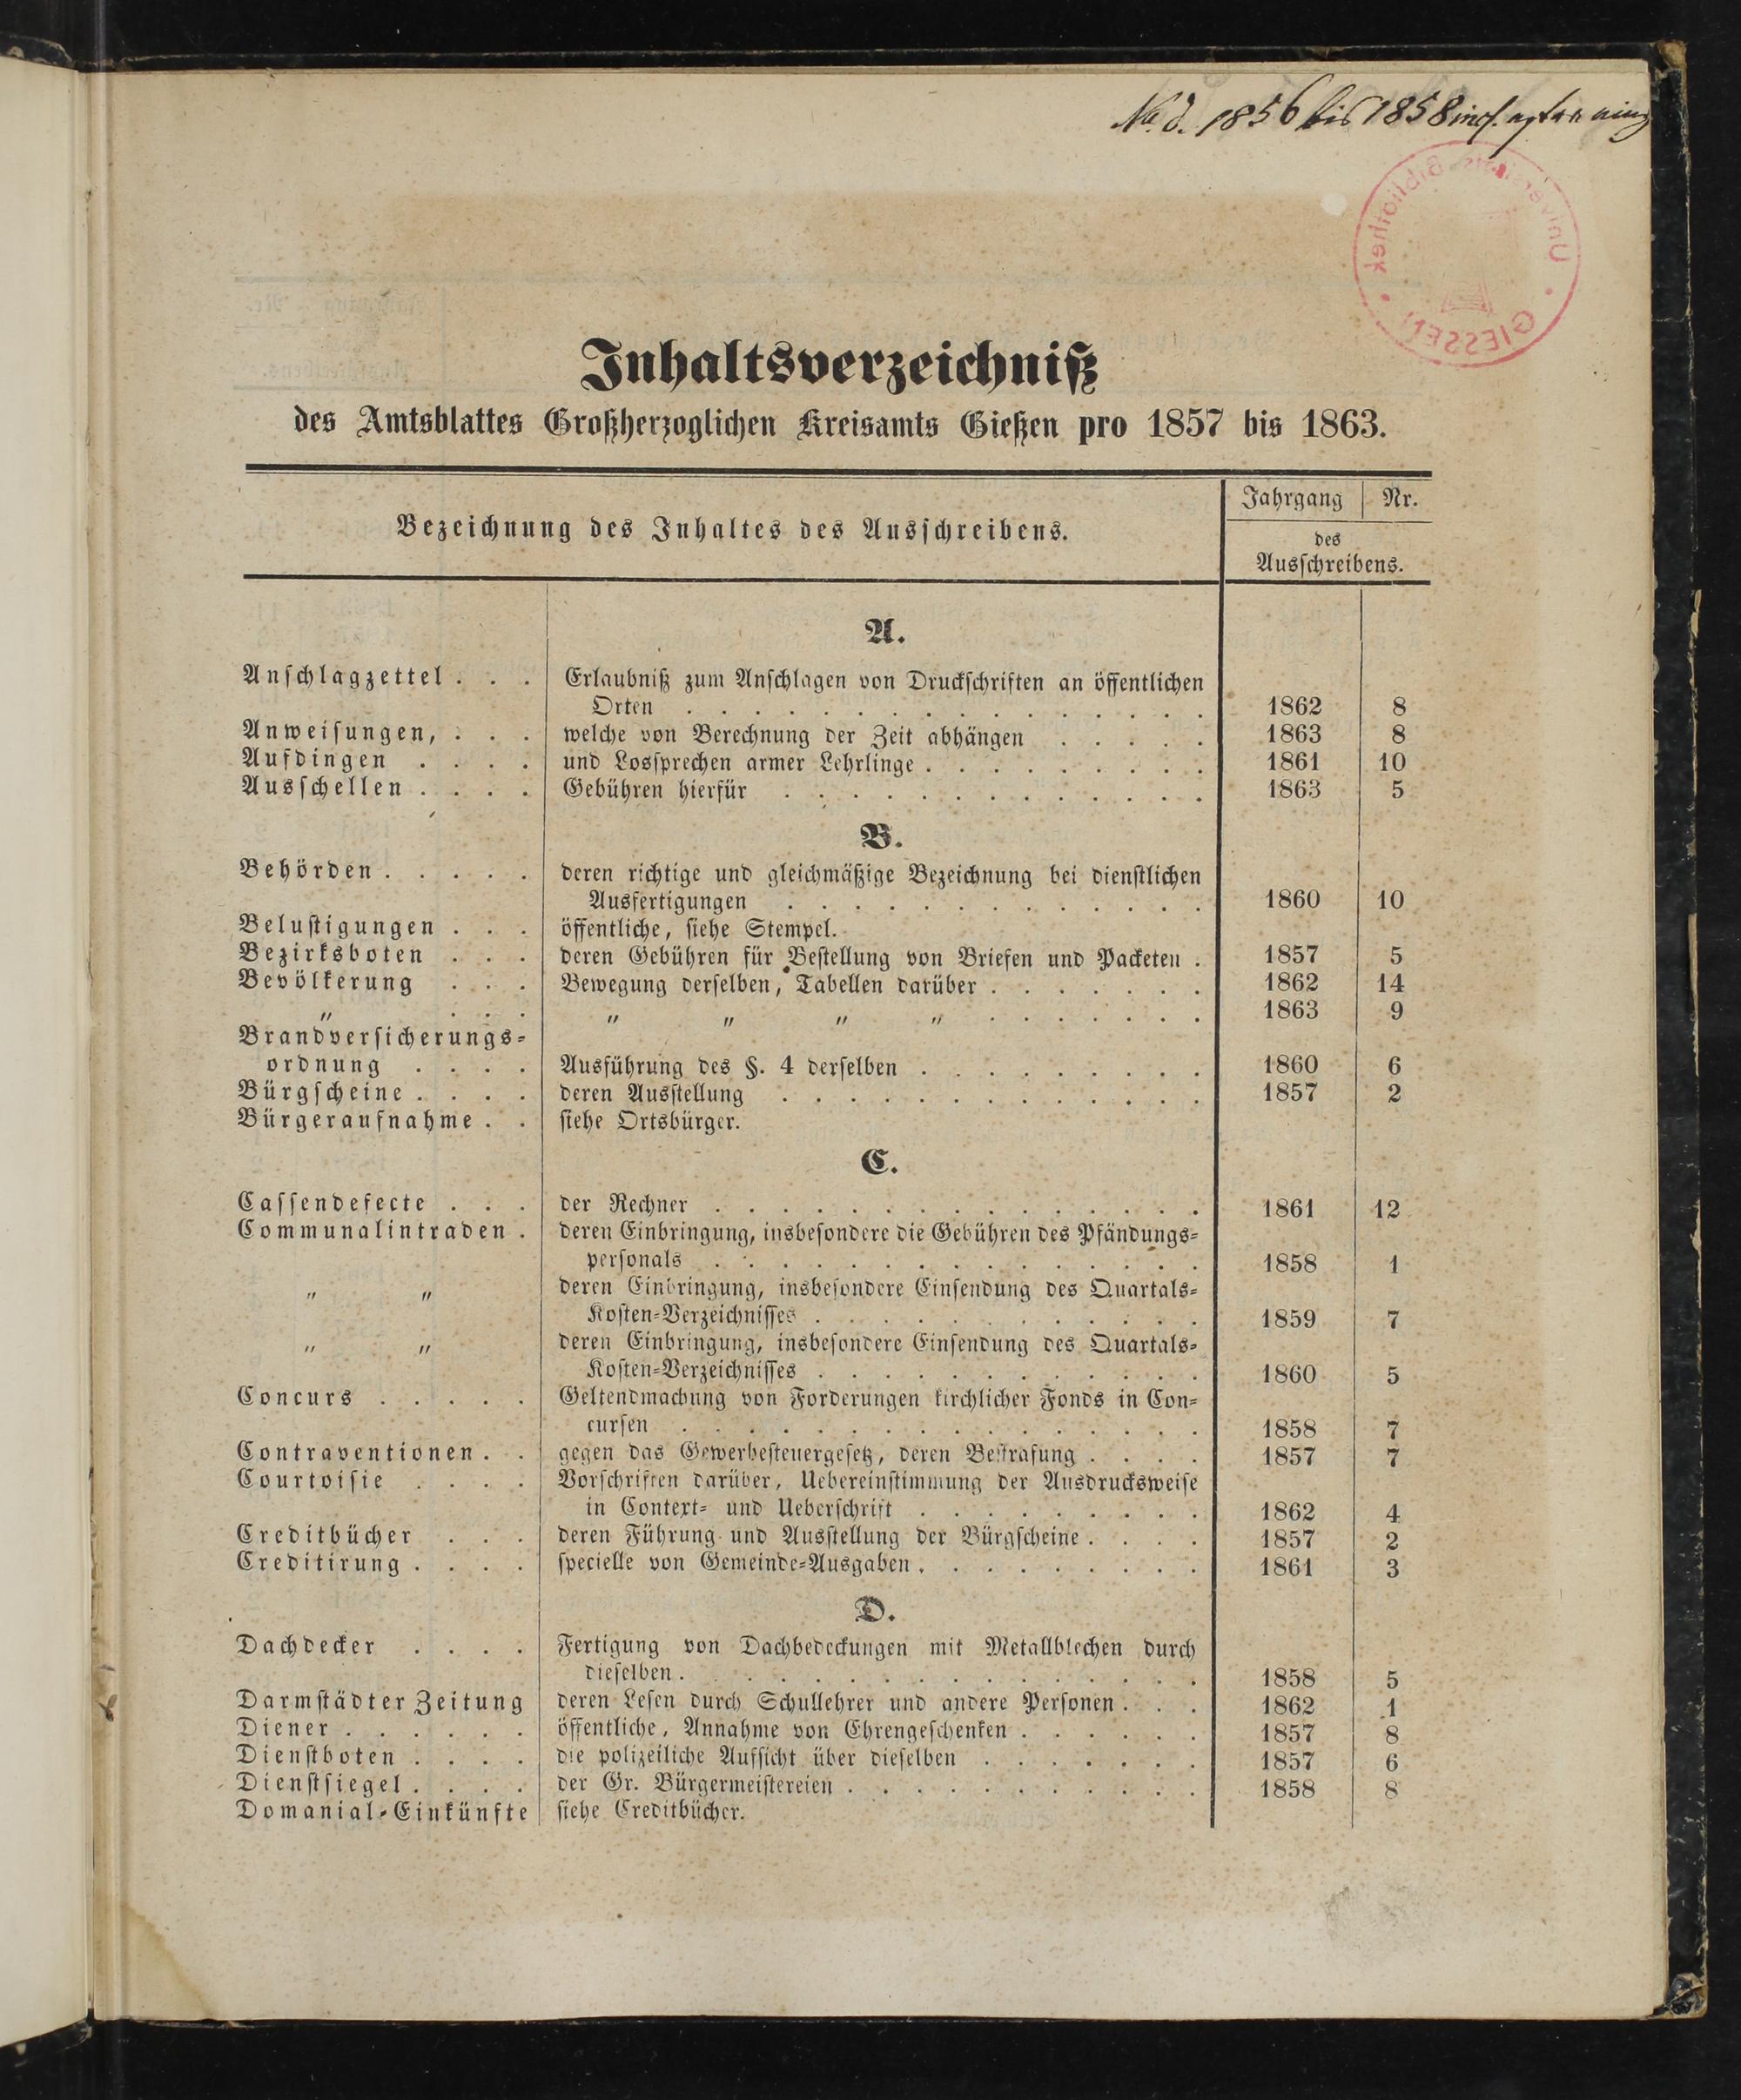 1856 bis 1858
Universitäts-Bibliothek
GIESSEN
Inhaltsverzeichniß
des Amtsblattes Großherzoglichen Kreisamts Gießen pro 1857 bis 1863.
Bezeichnung des Inhaltes des Ausschreibens.
Jahrgang Nr.
des
Ausschreibens.
A.
Anschlagzettel . . . Erlaubniß zum Anschlagen von Druckschriften an öffentlichen
Orten . . . 1862 8
Anweisungen, . . . welche von Berechnung der Zeit abhängen . . . 1863 8
Aufdingen . . . . und Lossprechen armer Lehrlinge . . . 1861 10
Ausschellen . . . . Gebühren hierfür . . . 1863 5
B.
Behörden . . . . . deren richtige und gleichmäßige Bezeichnung bei dienstlichen
Ausfertigungen . . . 1860 10
Belustigungen . . . öffentliche, siehe Stempel.
Bezirksboten . . . deren Gebühren für Bestellung von Briefen und Packeten . 1857 5
Bevölkerung . . . Bewegung derselben, Tabellen darüber . . . 1862 14
" . . . " " " " . . . 1863 9
Brandversicherungs-
ordnung . . . . Ausführung des §. 4 derselben . . . 1860 6
Bürgscheine . . . . deren Ausstellung . . . 1857 2
Bürgeraufnahme . . siehe Ortsbürger.
C.
Cassendefecte . . . der Rechner . . . 1861 12
Communalintraden . deren Einbringung, insbesondere die Gebühren des Pfändungs-
personals . . . 1858 1
" " deren Einbringung, insbesondere Einsendung des Quartals-
Kosten-Verzeichnisses . . . 1859 7
" " deren Einbringung, insbesondere Einsendung des Quartals-
Kosten-Verzeichnisses . . . 1860 5
Concurs . . . . . Geltendmachung von Forderungen kirchlicher Fonds in Con-
cursen . . . 1858 7
Contraventionen . . gegen das Gewerbesteuergesetz, deren Bestrafung . . . . 1857 7
Courtoisie . . . . Vorschriften darüber, Uebereinstimmung der Ausdrucksweise
in Context- und Ueberschrift . . . 1862 4
Creditbücher . . . deren Führung und Ausstellung der Bürgscheine . . . . 1857 2
Creditirung . . . . specielle von Gemeinde-Ausgaben . . . 1861 3
D.
Dachdecker . . . . Fertigung von Dachbedeckungen mit Metallblechen durch
dieselben . . . 1858 5
Darmstädter Zeitung deren Lesen durch Schullehrer und andere Personen . . . 1862 1
Diener . . . . . . öffentliche, Annahme von Ehrengeschenken . . . 1857 8
Dienstboten . . . . die polizeiliche Aufsicht über dieselben . . . 1857 6
Dienstsiegel . . . . der Gr. Bürgermeistereien . . . 1858 8
Domanial-Einkünfte siehe Creditbücher.